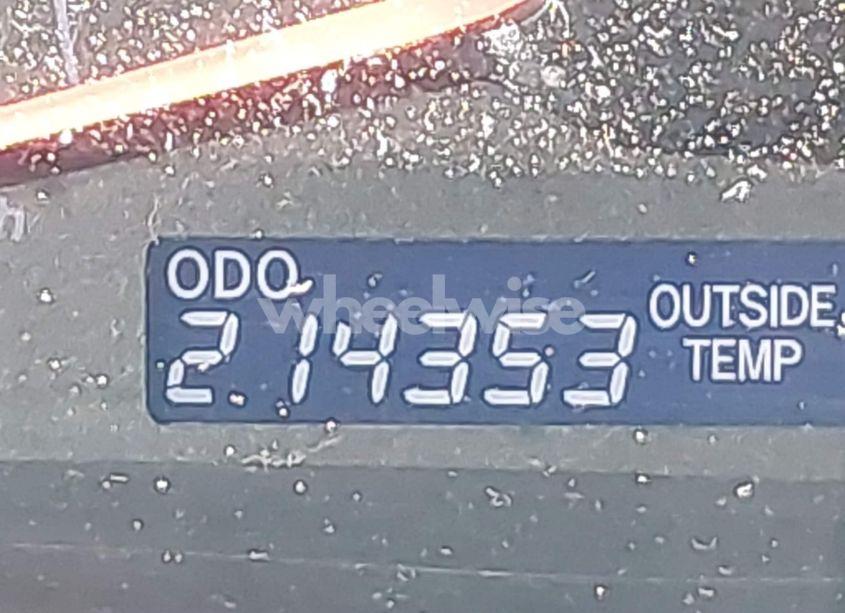 ODO
wheelwise
214353
OUTSIDE
TEMP